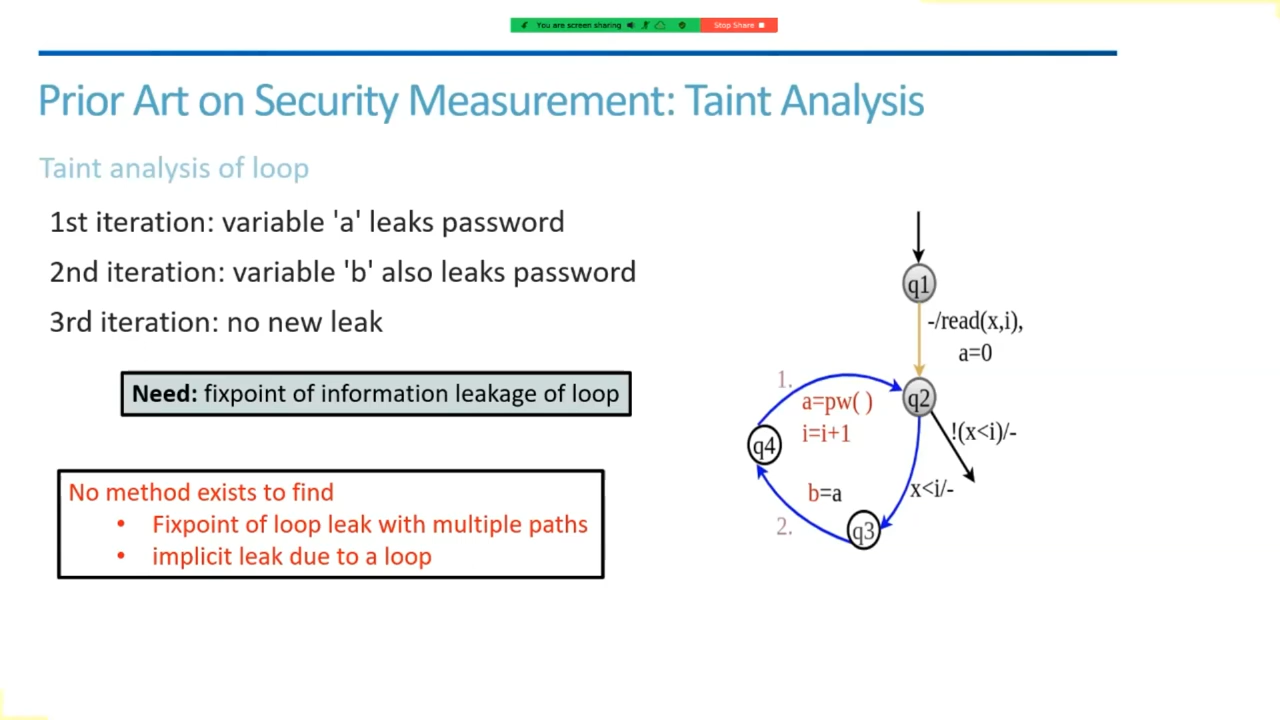 You are screen sharing
Stop Share
Prior Art on Security Measurement: Taint Analysis
Taint analysis of loop
1st iteration: variable 'a' leaks password
2nd iteration: variable 'b' also leaks password
3rd iteration: no new leak
Need: fixpoint of information leakage of loop
No method exists to find
• Fixpoint of loop leak with multiple paths
• implicit leak due to a loop
q1
-/read(x,i),
a=0
1.
a=pw( )
i=i+1
q2
!(x<i)/-
q4
b=a
x<i/-
2.
q3